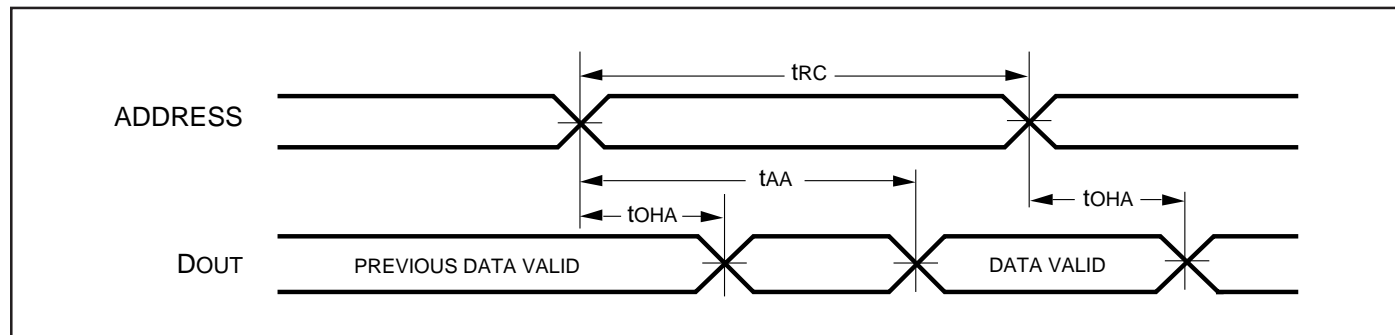 tRC
ADDRESS
tAA
tOHA
tOHA
DOUT
PREVIOUS DATA VALID
DATA VALID